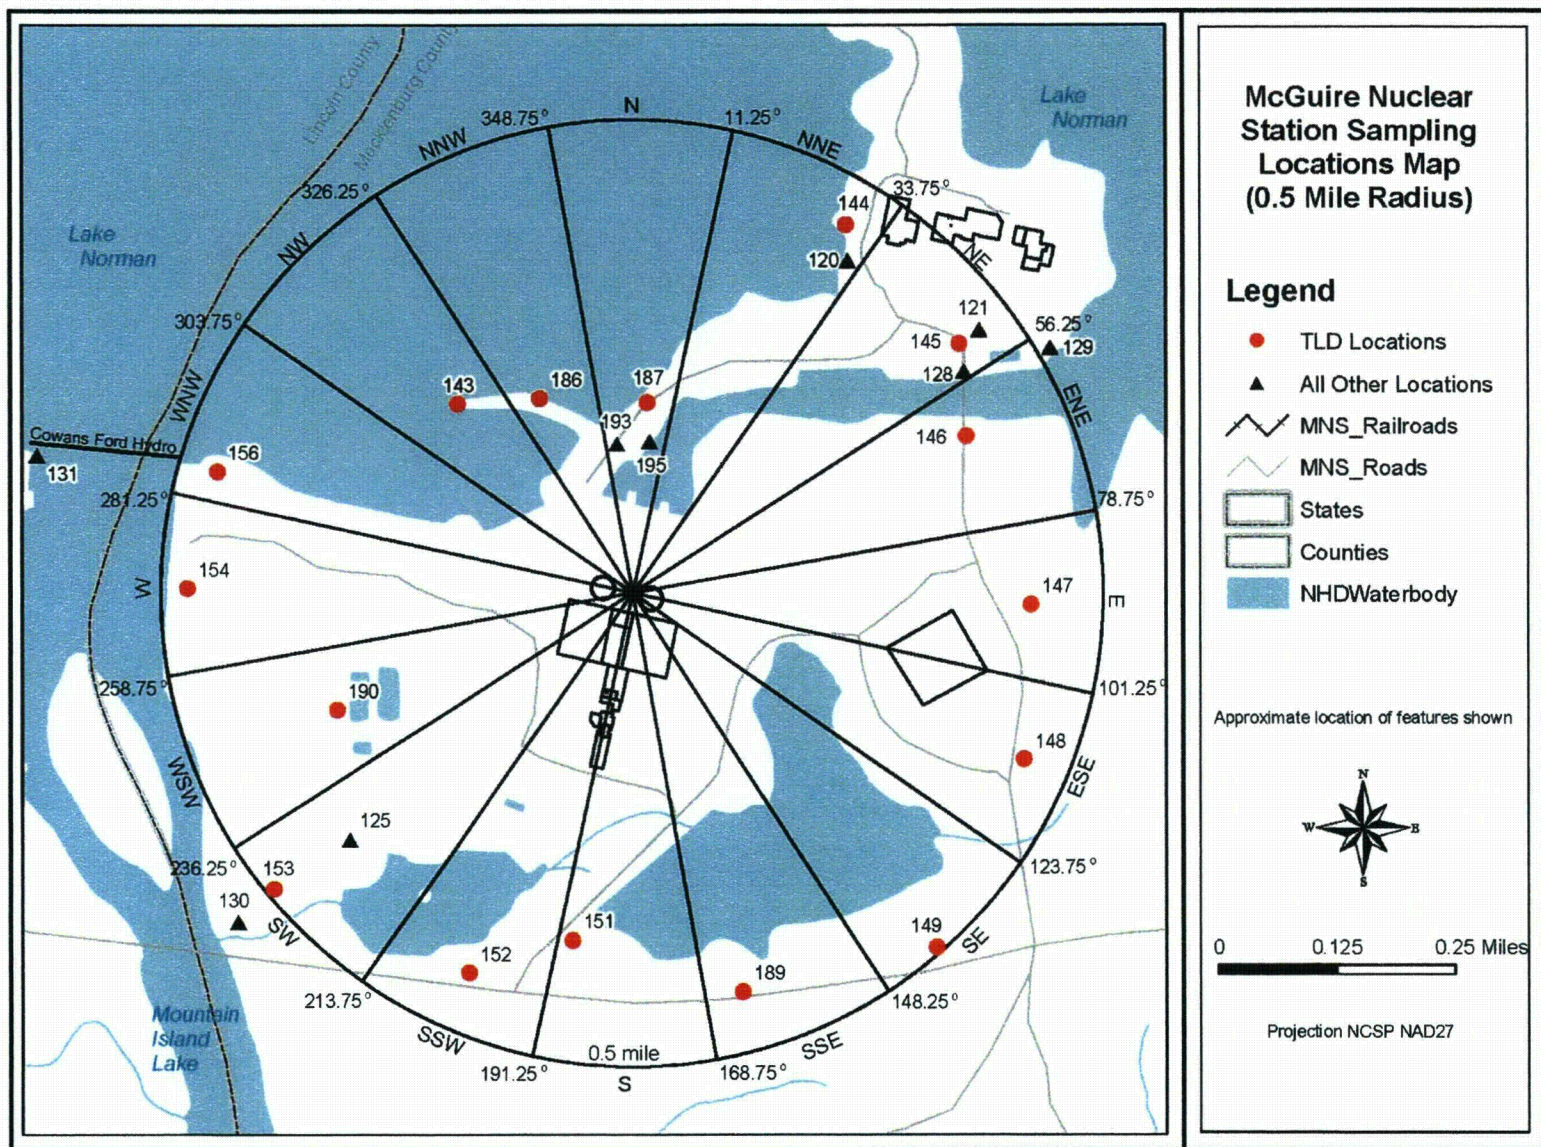 Lincoln County
Mecklenburg County
N
348.75°
11.25°
NNW
NNE
Lake
Norman
326.25°
33.75°
144
NW
NE
Lake
Norman
120
121
303.75°
56.25°
145
129
128
WNW
ENE
143
186
187
193
146
Cowans Ford Hydro
156
195
131
281.25°
78.75°
154
147
W
E
258.75°
101.25°
190
148
WSW
ESE
125
236.25°
153
123.75°
130
SW
151
149
SE
152
189
213.75°
148.25°
Mountain
Island
Lake
SSW
SSE
0.5 mile
191.25°
168.75°
S
McGuire Nuclear
Station Sampling
Locations Map
(0.5 Mile Radius)
Legend
TLD Locations
All Other Locations
MNS_Railroads
MNS_Roads
States
Counties
NHDWaterbody
Approximate location of features shown
N
W
E
S
0
0.125
0.25 Miles
Projection NCSP NAD27